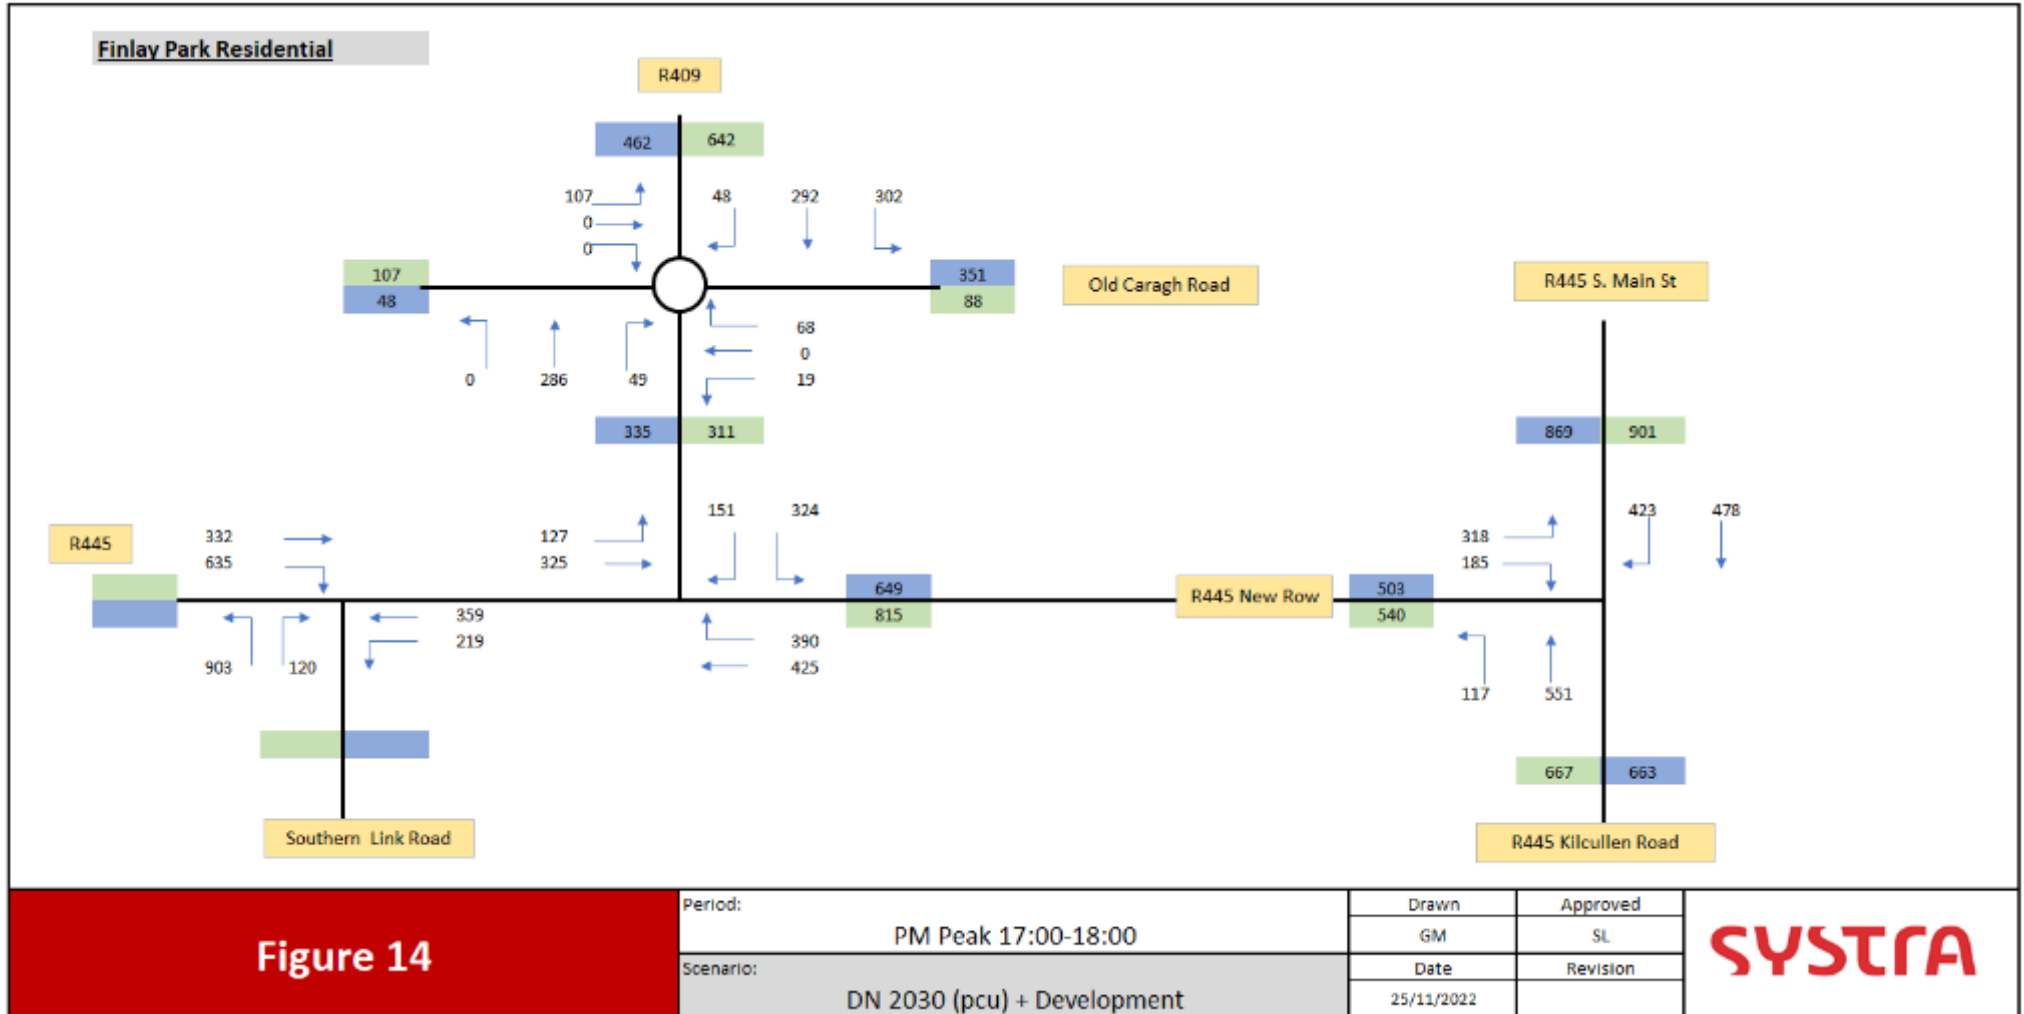 Finlay Park Residential
R409
462 642
107 48 292 302
0
0
107 351
48 88
Old Caragh Road
R445 S. Main St
68
0
0 286 49 19
335 311
869 901
151 324
423 478
R445
332 127 318
635 325 185
649 503
R445 New Row
815 540
359
219
390
903 120 425
117 551
667 663
Southern Link Road
R445 Kilcullen Road
Figure 14
Period:
PM Peak 17:00-18:00
Scenario:
DN 2030 (pcu) + Development
Drawn Approved
GM SL
Date Revision
25/11/2022
SYSTRA